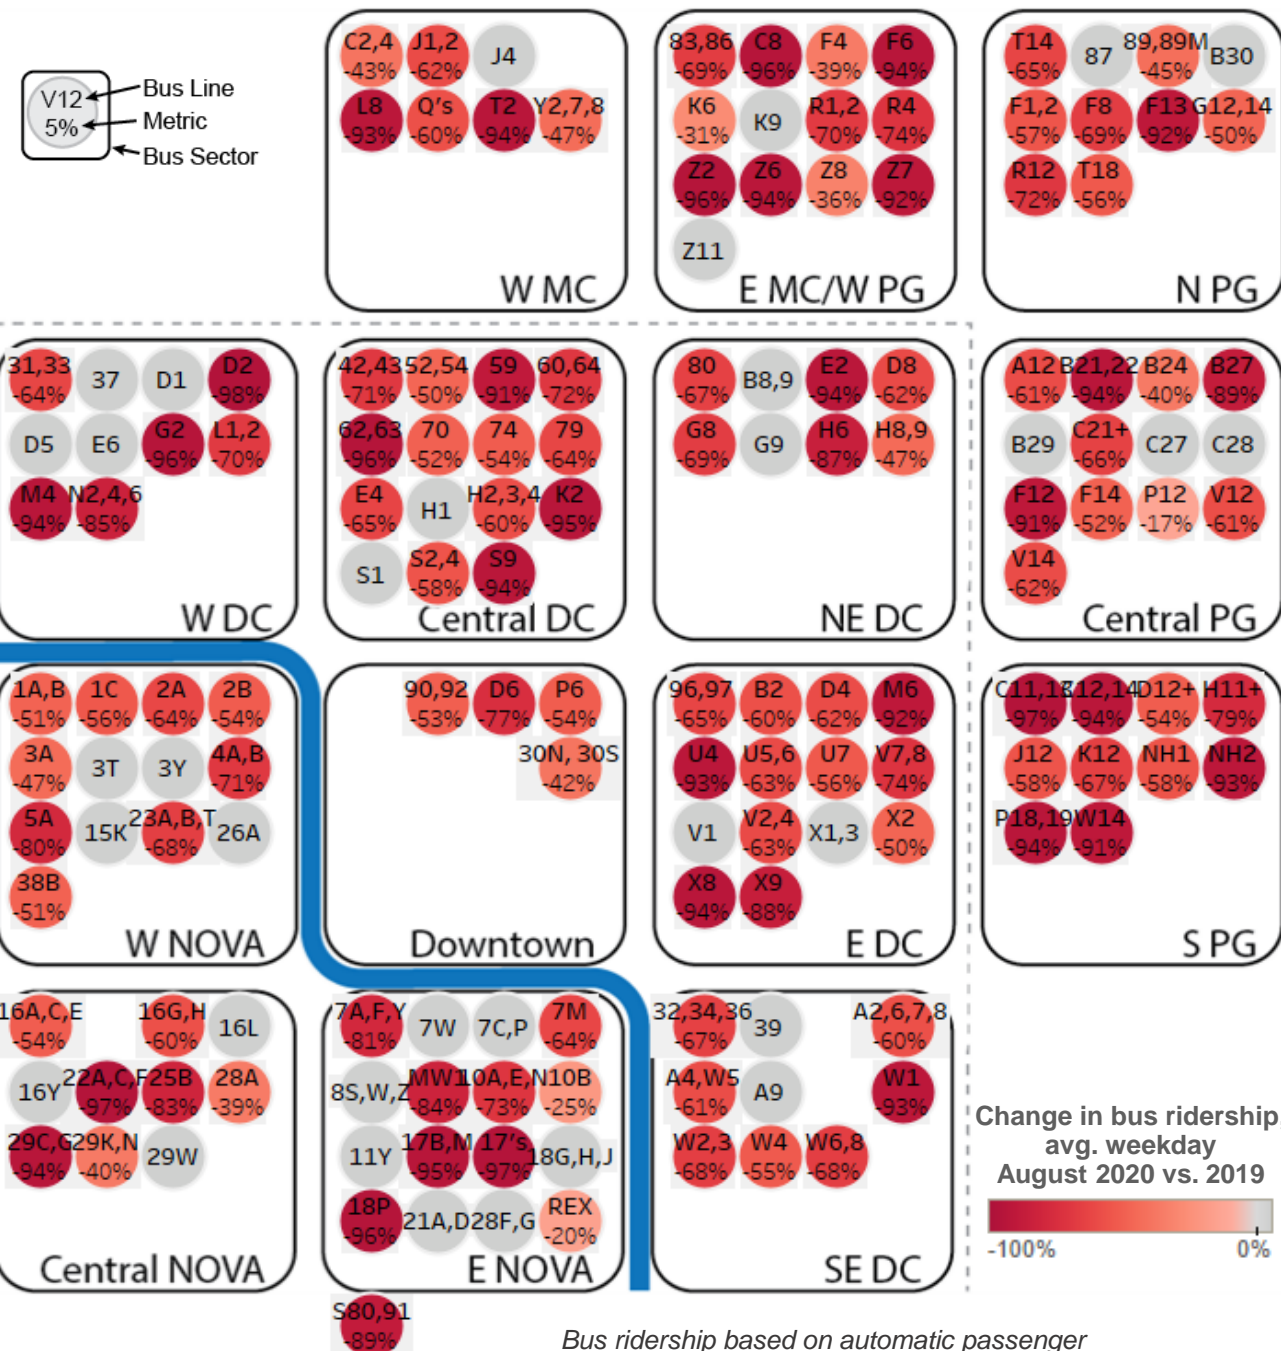 V12
5%
Bus Line
Metric
Bus Sector
C2,4
-43%
J1,2
-62%
J4
L8
-93%
Q's
-60%
T2
-94%
Y2,7,8
-47%
W MC
83,86
-69%
C8
-96%
F4
-39%
F6
-94%
K6
-31%
K9
R1,2
-70%
R4
-74%
Z2
-96%
Z6
-94%
Z8
-36%
Z7
-92%
Z11
E MC/W PG
T14
-65%
87
89,89M
-45%
B30
F1,2
-57%
F8
-69%
F13
-92%
G12,14
-50%
R12
-72%
T18
-56%
N PG
31,33
-64%
37
D1
D2
-98%
D5
E6
G2
-96%
L1,2
-70%
M4
-94%
N2,4,6
-85%
W DC
42,43
-71%
52,54
-50%
59
-91%
60,64
-72%
62,63
-96%
70
-52%
74
-54%
79
-64%
E4
-65%
H1
H2,3,4
-60%
K2
-95%
S1
S2,4
-58%
S9
-94%
Central DC
80
-67%
B8,9
E2
-94%
D8
-62%
G8
-69%
G9
H6
-87%
H8,9
-47%
NE DC
A12
-61%
B21,22
-94%
B24
-40%
B27
-89%
B29
C21+
-66%
C27
C28
F12
-91%
F14
-52%
P12
-17%
V12
-61%
V14
-62%
Central PG
1A,B
-51%
1C
-56%
2A
-64%
2B
-54%
3A
-47%
3T
3Y
4A,B
-71%
5A
-80%
15K
23A,B,T
-68%
26A
38B
-51%
W NOVA
90,92
-53%
D6
-77%
P6
-54%
30N, 30S
-42%
Downtown
96,97
-65%
B2
-60%
D4
-62%
M6
-92%
U4
-93%
U5,6
-63%
U7
-56%
V7,8
-74%
V1
V2,4
-63%
X1,3
X2
-50%
X8
-94%
X9
-88%
E DC
C11,13
-97%
C12,14
-94%
D12+
-54%
H11+
-79%
J12
-58%
K12
-67%
NH1
-58%
NH2
-93%
P18,19
-94%
W14
-91%
S PG
16A,C,E
-54%
16G,H
-60%
16L
16Y
22A,C,F
-97%
25B
-83%
28A
-39%
29C,G
-94%
29K,N
-40%
29W
Central NOVA
7A,F,Y
-81%
7W
7C,P
7M
-64%
8S,W,Z
MW1
-84%
10A,E,N
-73%
10B
-25%
11Y
17B,M
-95%
17's
-97%
18G,H,J
18P
-96%
21A,D
28F,G
REX
-20%
E NOVA
S80,91
-89%
32,34,36
-67%
39
A2,6,7,8
-60%
A4,W5
-61%
A9
W1
-93%
W2,3
-68%
W4
-55%
W6,8
-68%
SE DC
Change in bus ridership,
avg. weekday
August 2020 vs. 2019
-100%
0%
Bus ridership based on automatic passenger